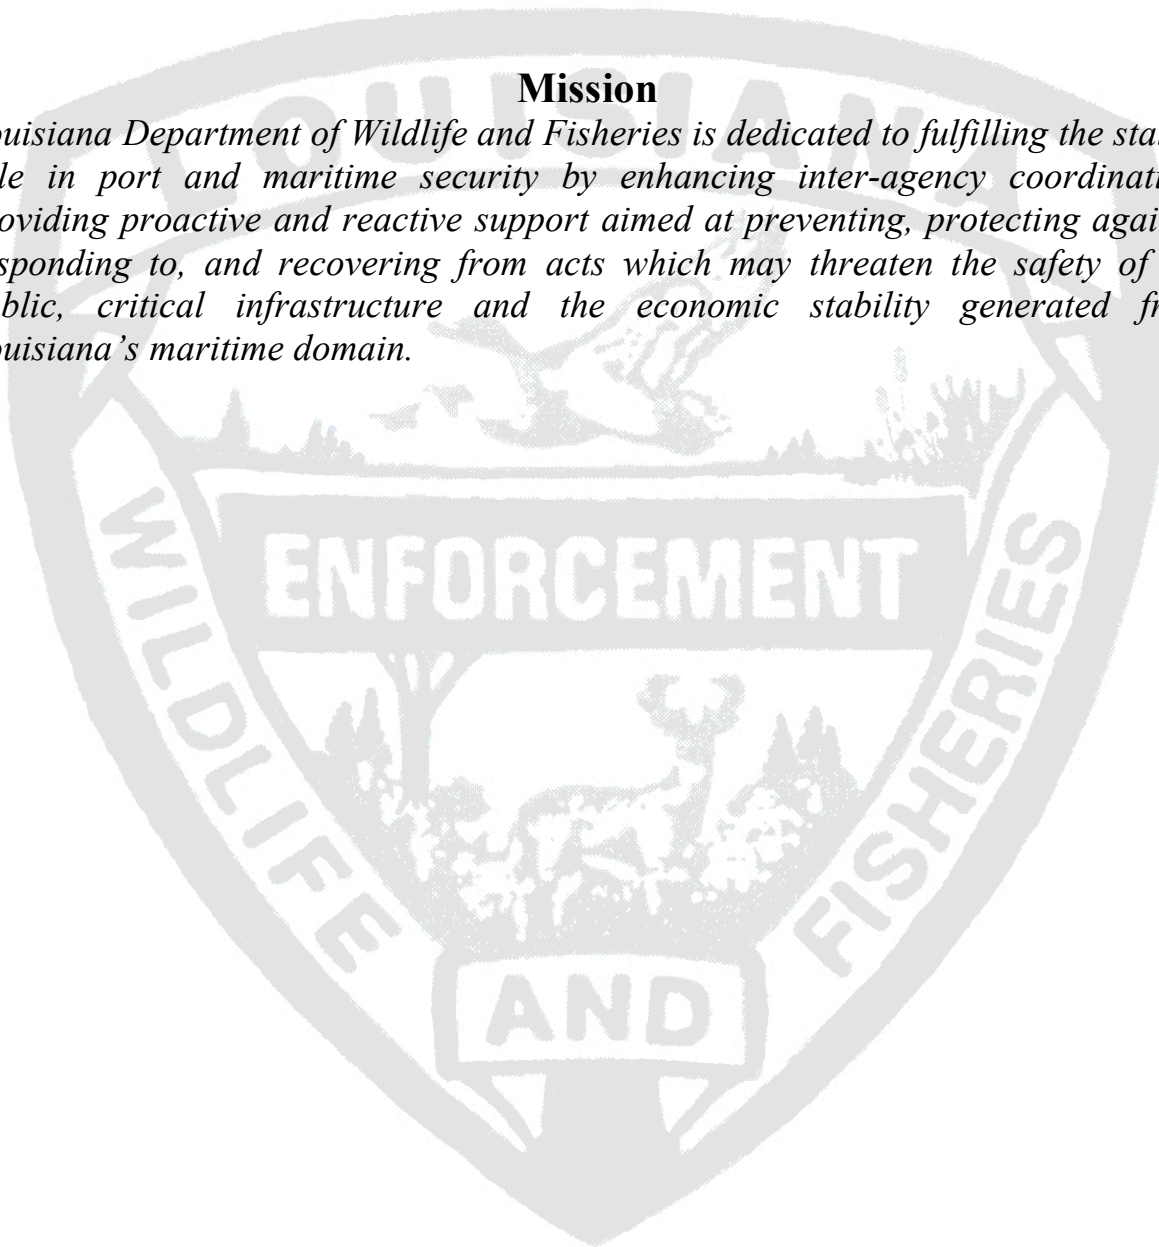 Mission
ouisiana Department of Wildlife and Fisheries is dedicated to fulfilling the sta
le in port and maritime security by enhancing inter-agency coordinati
oviding proactive and reactive support aimed at preventing, protecting agai
sponding to, and recovering from acts which may threaten the safety of
blic, critical infrastructure and the economic stability generated fr
ouisiana’s maritime domain.
LOUISIANA
ENFORCEMENT
WILDLIFE
AND
FISHERIES